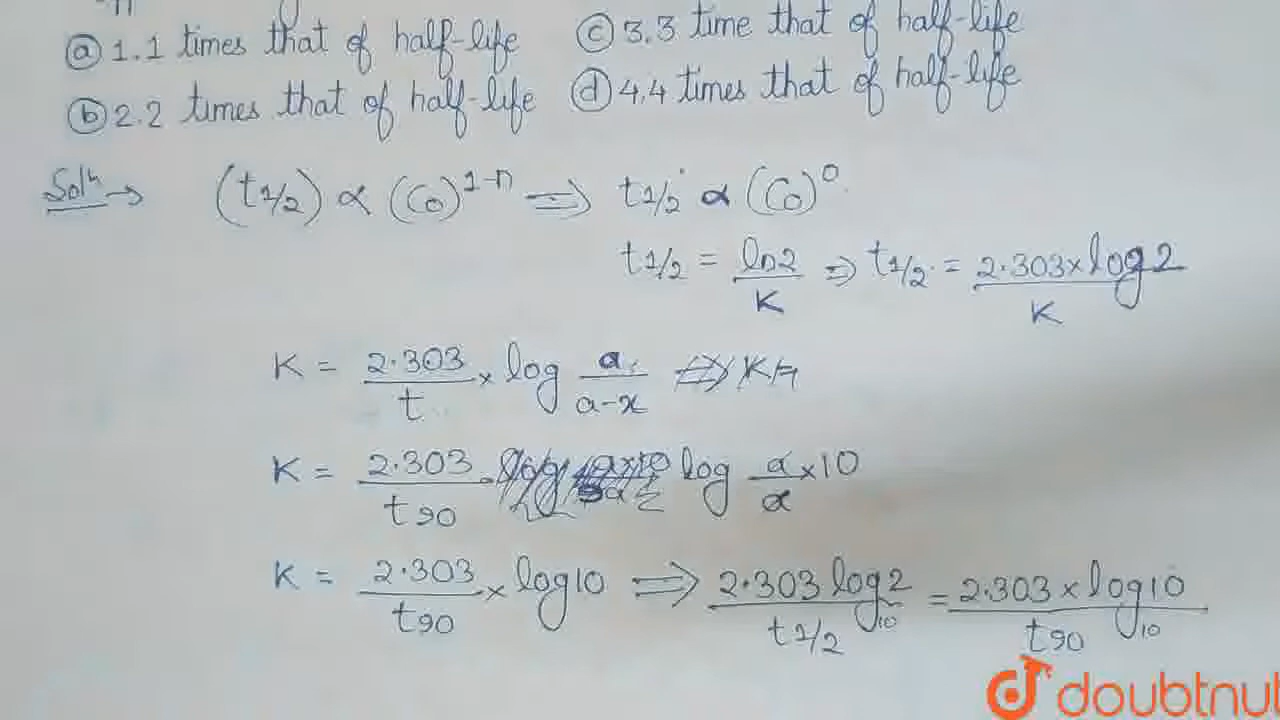 ⓐ 1.1 times that of half-life ⓒ 3.3 time that of half-life
ⓑ 2.2 times that of half-life ⓓ 4.4 times that of half-life
Solⁿ → (t1/2) ∝ (C0)^1-n ⇒ t1/2 ∝ (C0)^0
t1/2 = ln2/K ⇒ t1/2 = 2.303×log2/K
K = 2.303/t × log a/a-x
K = 2.303/t90 log a×10/a
K = 2.303/t90 × log10 ⇒ 2.303 log10 2/t1/2 = 2.303 × log10 10/t90
doubtnut